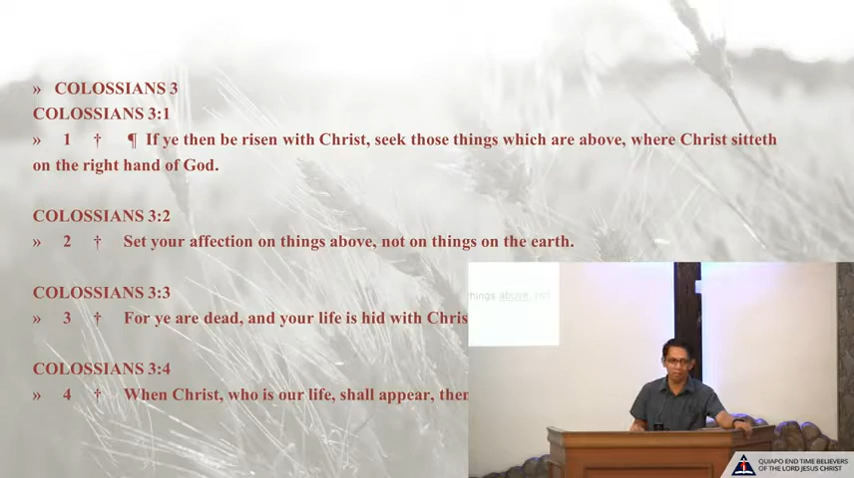 » COLOSSIANS 3
COLOSSIANS 3:1
» 1 † ¶ If ye then be risen with Christ, seek those things which are above, where Christ sitteth
on the right hand of God.
COLOSSIANS 3:2
» 2 † Set your affection on things above, not on things on the earth.
COLOSSIANS 3:3
» 3 † For ye are dead, and your life is hid with Chris
COLOSSIANS 3:4
» 4 † When Christ, who is our life, shall appear, then
things above, not
QUIAPO END TIME BELIEVERS
OF THE LORD JESUS CHRIST